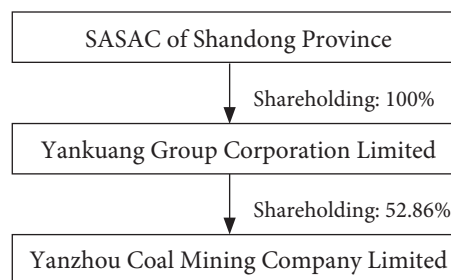 SASAC of Shandong Province
Shareholding: 100%
Yankuang Group Corporation Limited
Shareholding: 52.86%
Yanzhou Coal Mining Company Limited